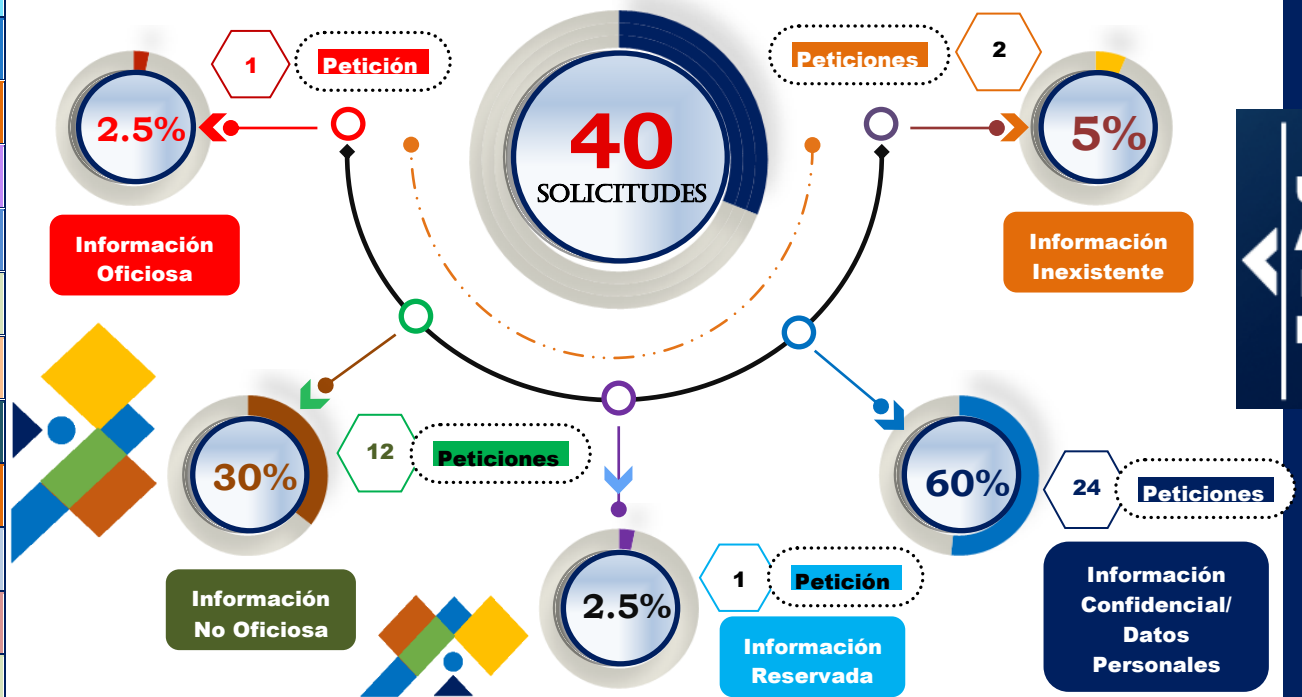 1
Petición
2.5%
Información
Oficiosa
40
SOLICITUDES
Peticiones
2
5%
Información
Inexistente
30%
12
Peticiones
Información
No Oficiosa
2.5%
1
Petición
Información
Reservada
60%
24
Peticiones
Información
Confidencial/
Datos
Personales